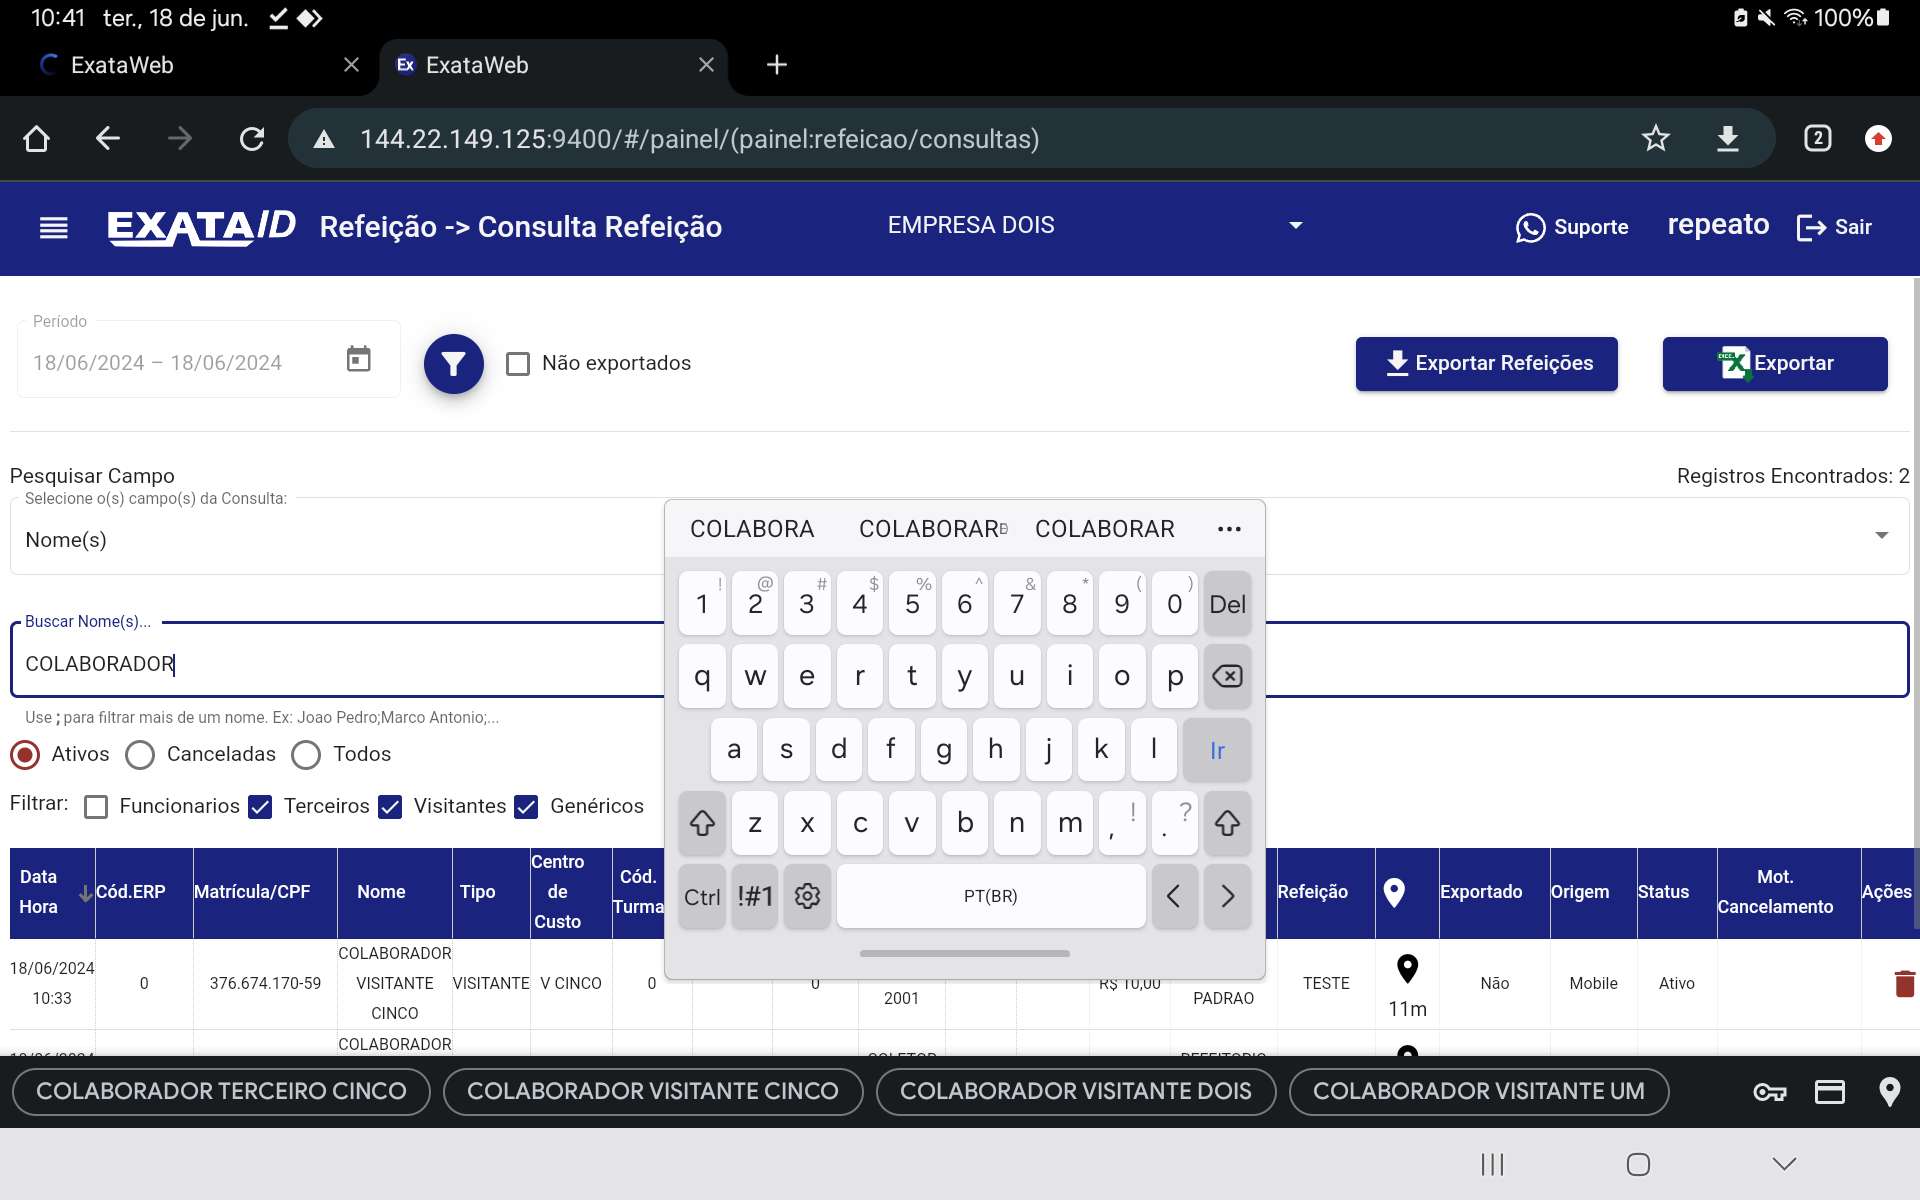 10:41 ter., 18 de jun. 100%
ExataWeb
Ex ExataWeb
144.22.149.125:9400/#/painel/(painel:refeicao/consultas) 2
EXATA/D Refeição -> Consulta Refeição EMPRESA DOIS Suporte repeato Sair
Período
18/06/2024 – 18/06/2024 Não exportados Exportar Refeições Exportar
Pesquisar Campo Registros Encontrados: 2
Selecione o(s) campo(s) da Consulta:
Nome(s)
COLABORA COLABORAR COLABORAR
! @ # $ % ^ & * ( )
1 2 3 4 5 6 7 8 9 0 Del
Buscar Nome(s)...
COLABORADOR
q w e r t y u i o p
Use ; para filtrar mais de um nome. Ex: Joao Pedro;Marco Antonio;...
Ativos Canceladas Todos
a s d f g h j k l Ir
Filtrar: Funcionarios Terceiros Visitantes Genéricos
z x c v b n m , ! . ?
Ctrl !#1 PT(BR)
Data
Hora
Cód.ERP
Matrícula/CPF
Nome
Tipo
Centro
de
Custo
Cód.
Turma
Refeição
Exportado
Origem
Status
Mot.
Cancelamento
Ações
18/06/2024
10:33
0
376.674.170-59
COLABORADOR
VISITANTE
CINCO
VISITANTE
V CINCO
0
0
2001
R$ 10,00
PADRAO
TESTE
11m
Não
Mobile
Ativo
18/06/2024
COLABORADOR
COLETOR
REFEITORIO
COLABORADOR TERCEIRO CINCO COLABORADOR VISITANTE CINCO COLABORADOR VISITANTE DOIS COLABORADOR VISITANTE UM